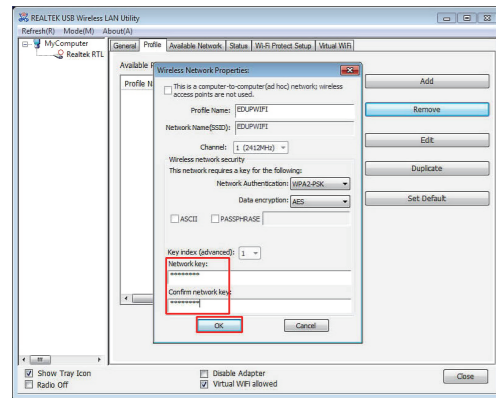 REALTEK USB Wireless LAN Utility
Refresh(R) Mode(M) About(A)
MyComputer
Realtek RTL
General Profile Available Network Status Wi-Fi Protect Setup Virtual WiFi
Available
Profile N
Wireless Network Properties:
This is a computer-to-computer(ad hoc) network; wireless
access points are not used.
Profile Name: EDUPWIFI
Network Name(SSID): EDUPWIFI
Channel: 1 (2412MHz)
Wireless network security
This network requires a key for the following:
Network Authentication: WPA2-PSK
Data encryption: AES
ASCII PASSPHRASE
Key index (advanced): 1
Network key:
********
Confirm network key:
********
OK Cancel
Add
Remove
Edit
Duplicate
Set Default
Show Tray Icon
Radio Off
Disable Adapter
Virtual WiFi allowed
Close